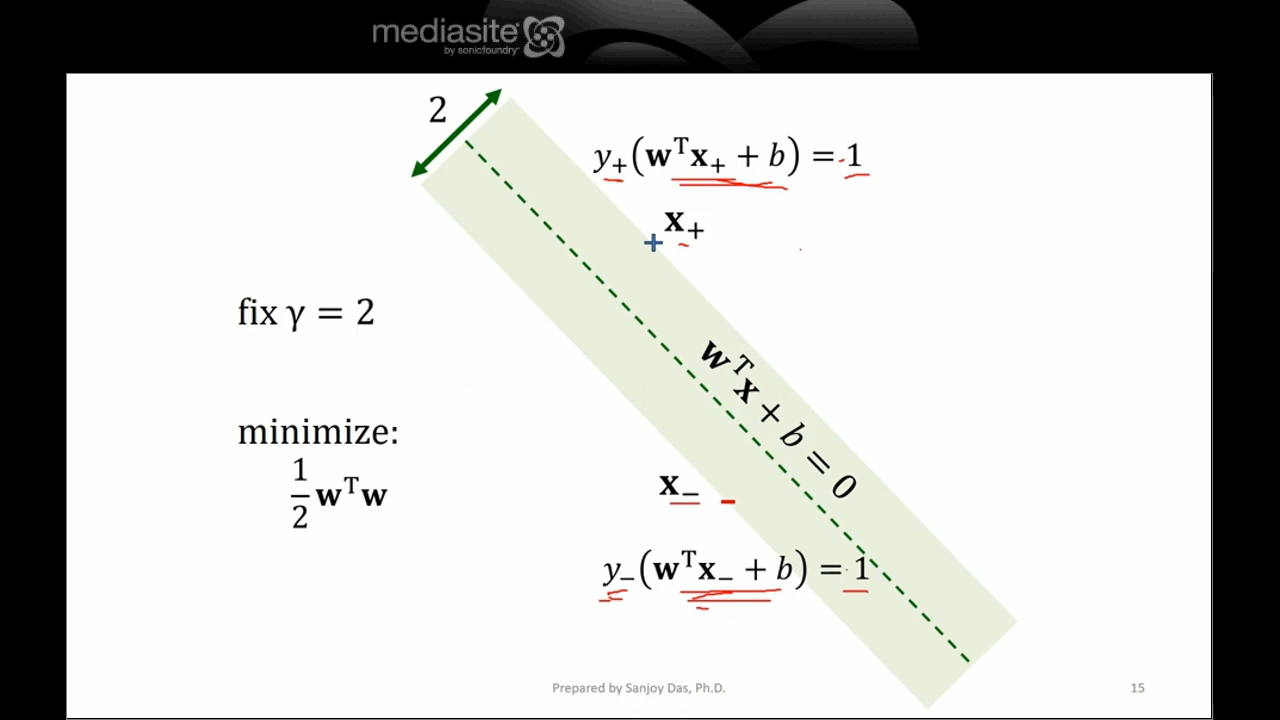 mediasite
by sonicfoundry
2
y₊(𝐰ᵀ𝐱₊ + b) = 1
𝐱₊
+
fix γ = 2
𝐰ᵀ𝐱 + b = 0
minimize:
1/2 𝐰ᵀ𝐰
𝐱₋
−
y₋(𝐰ᵀ𝐱₋ + b) = 1
Prepared by Sanjoy Das, Ph.D.
15